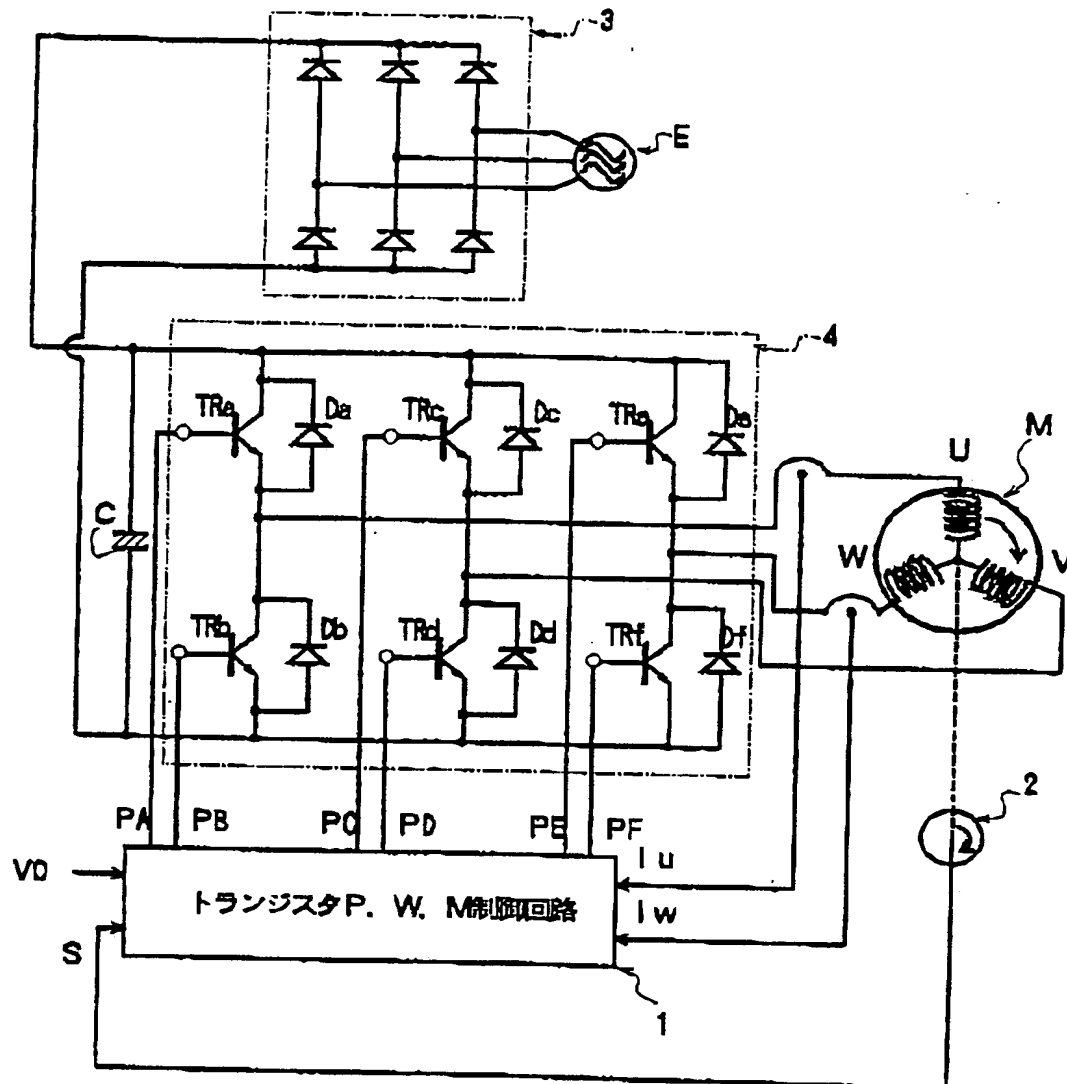 3
E
4
TRa
Da
TRc
Dc
TRe
De
U
M
C
W
V
TRb
Db
TRd
Dd
TRf
Df
2
PA
PB
PC
PD
PE
PF
Iu
VD
トランジスタP. W. M制御回路
Iw
S
1